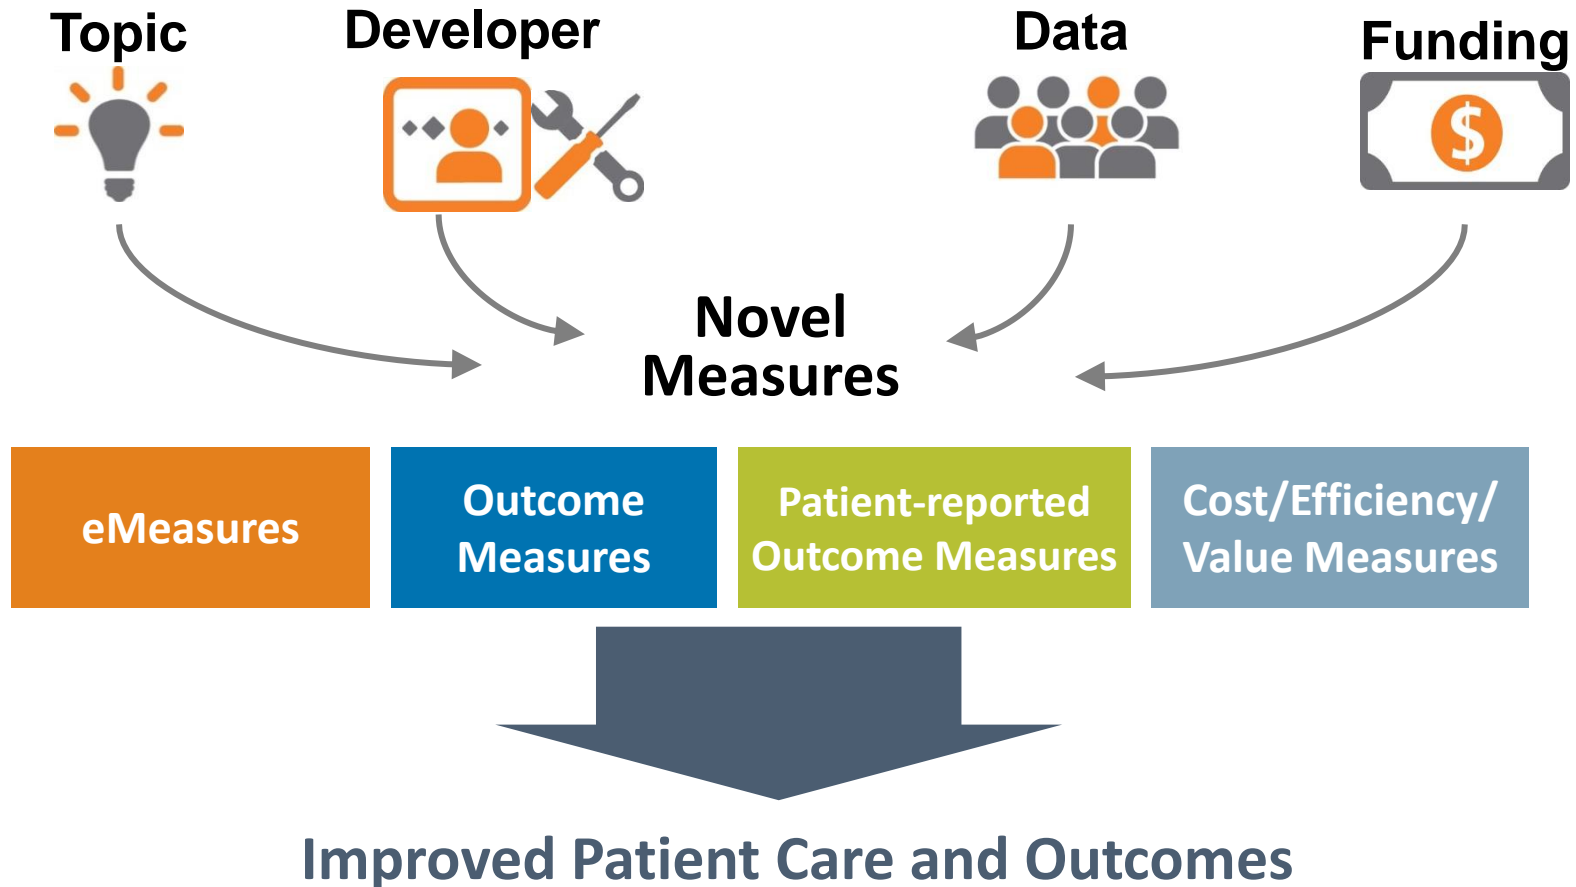 Topic
Developer
Data
Funding
$
Novel
Measures
eMeasures
Outcome
Measures
Patient-reported
Outcome Measures
Cost/Efficiency/
Value Measures
Improved Patient Care and Outcomes